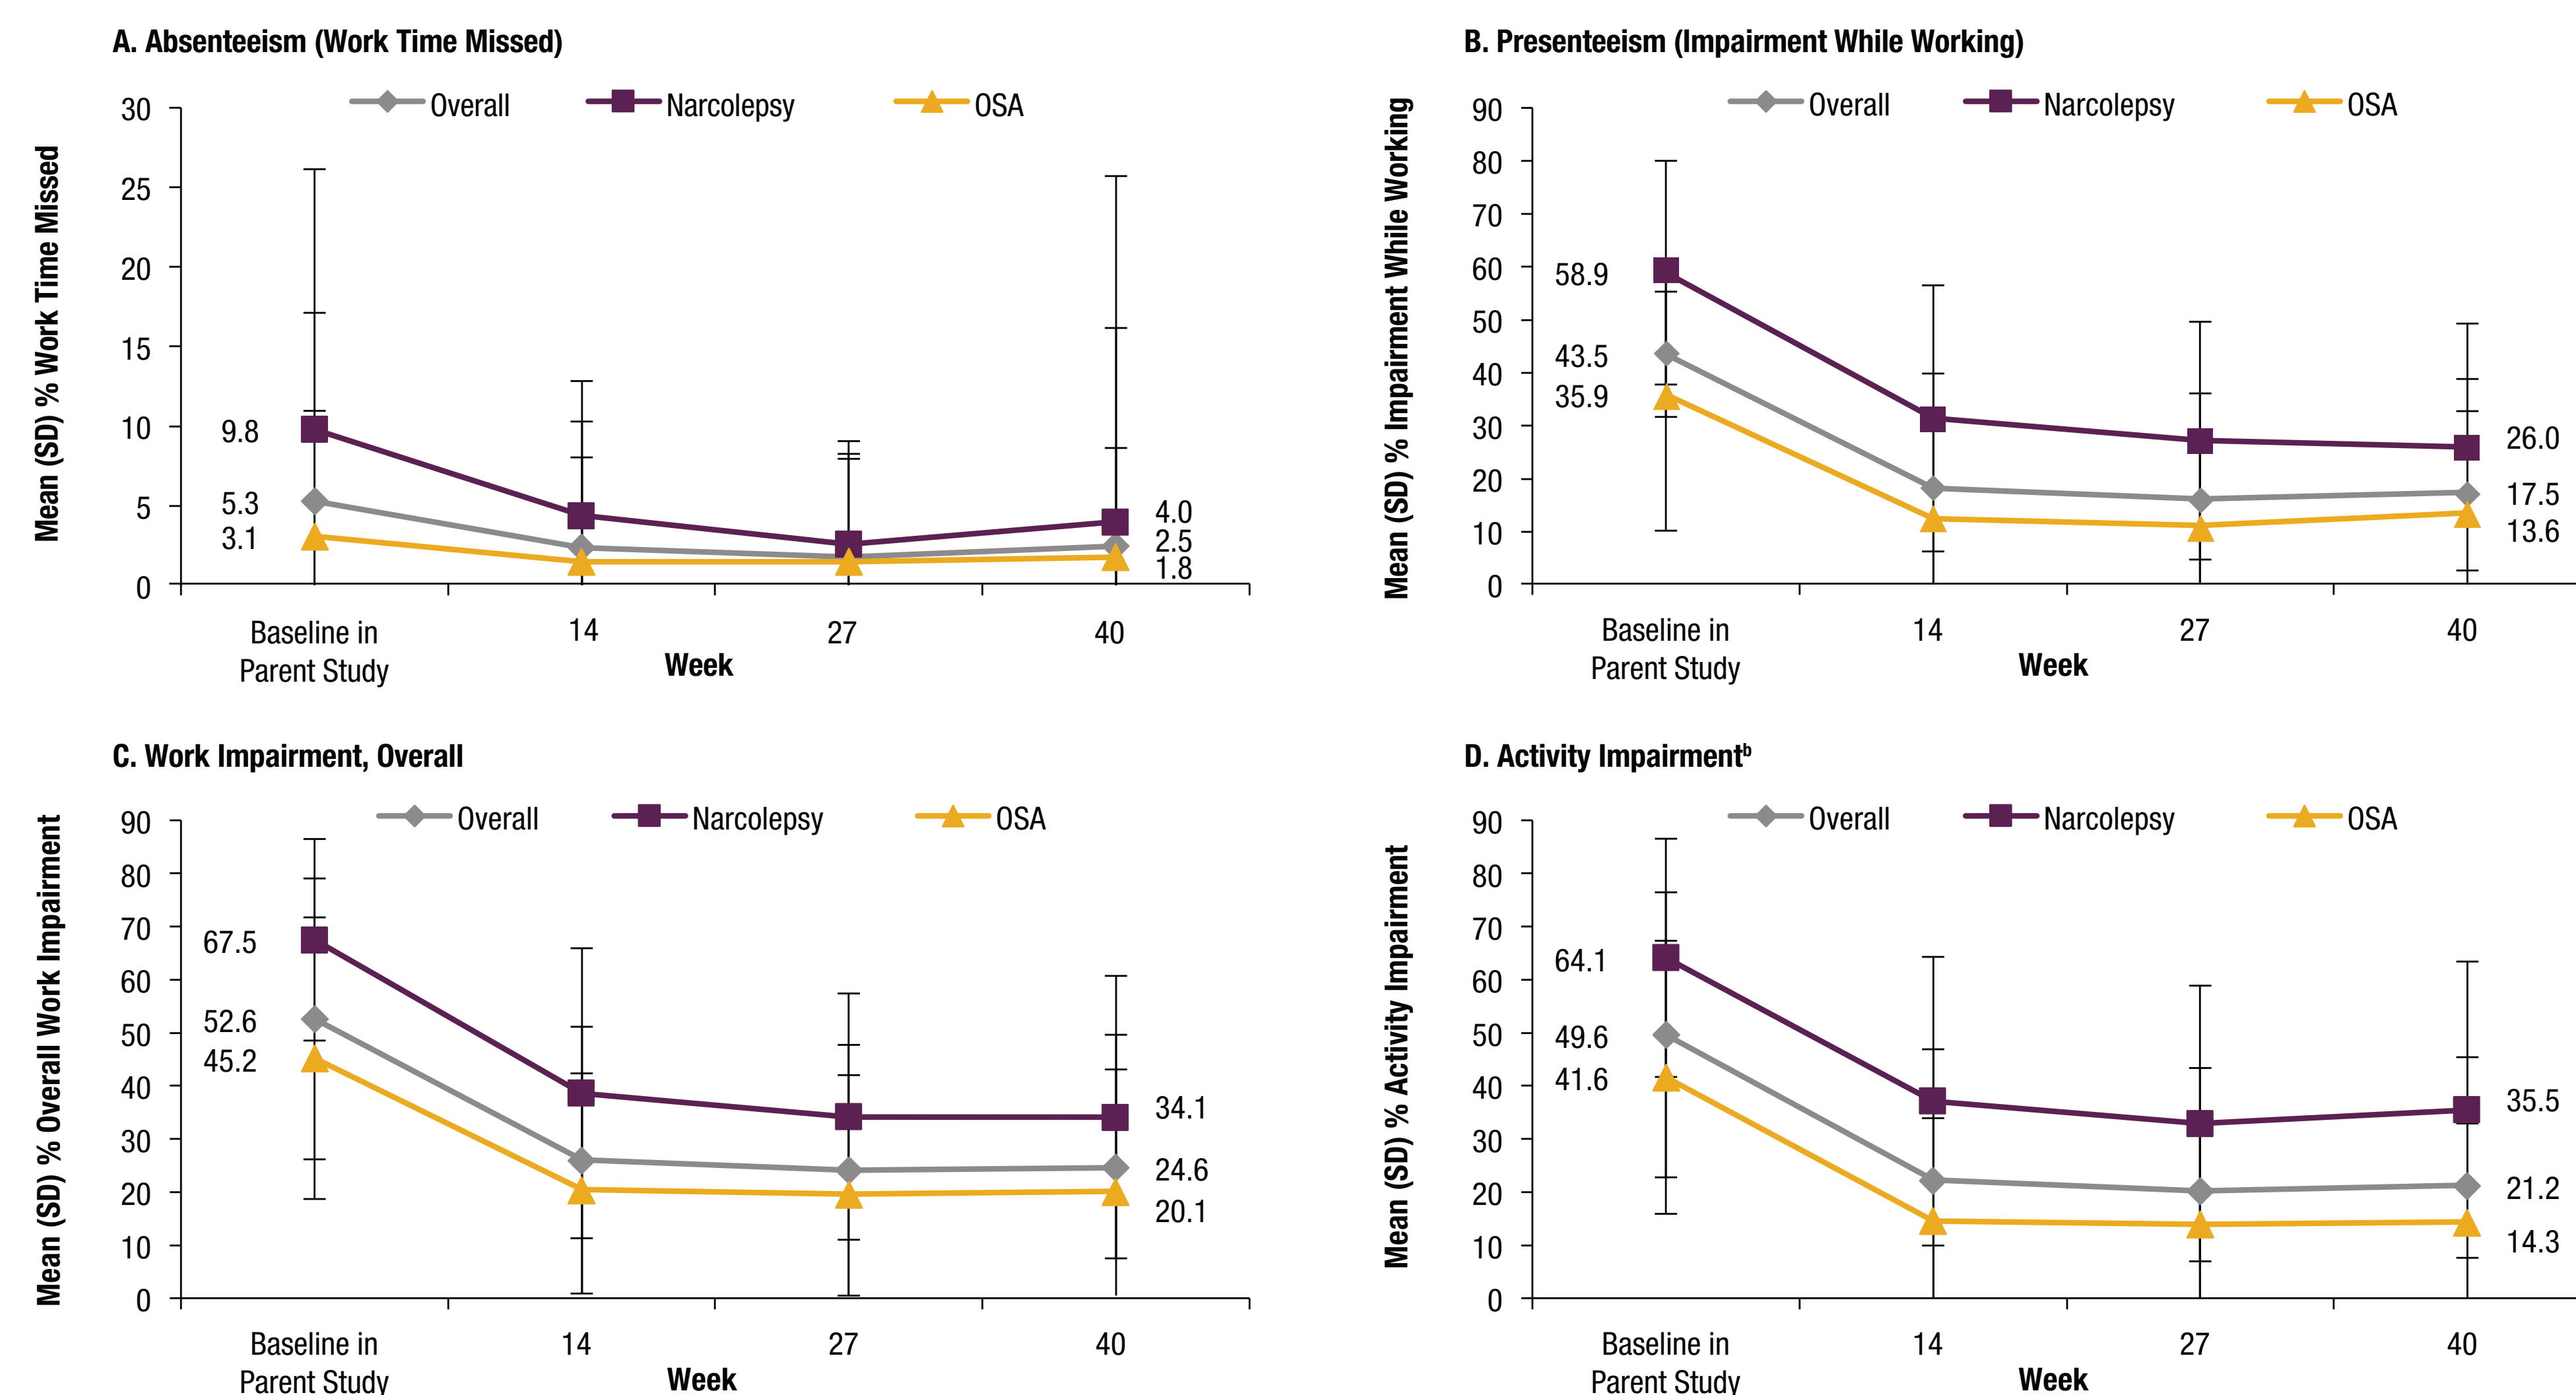 A. Absenteeism (Work Time Missed)
Overall Narcolepsy OSA
Mean (SD) % Work Time Missed
30
25
20
15
10
5
0
9.8
5.3
3.1
4.0
2.5
1.8
Baseline in
Parent Study
14 27 40
Week
B. Presenteeism (Impairment While Working)
Overall Narcolepsy OSA
Mean (SD) % Impairment While Working
90
80
70
60
50
40
30
20
10
0
58.9
43.5
35.9
26.0
17.5
13.6
Baseline in
Parent Study
14 27 40
Week
C. Work Impairment, Overall
Overall Narcolepsy OSA
Mean (SD) % Overall Work Impairment
90
80
70
60
50
40
30
20
10
0
67.5
52.6
45.2
34.1
24.6
20.1
Baseline in
Parent Study
14 27 40
Week
D. Activity Impairmentᵇ
Overall Narcolepsy OSA
Mean (SD) % Activity Impairment
90
80
70
60
50
40
30
20
10
0
64.1
49.6
41.6
35.5
21.2
14.3
Baseline in
Parent Study
14 27 40
Week